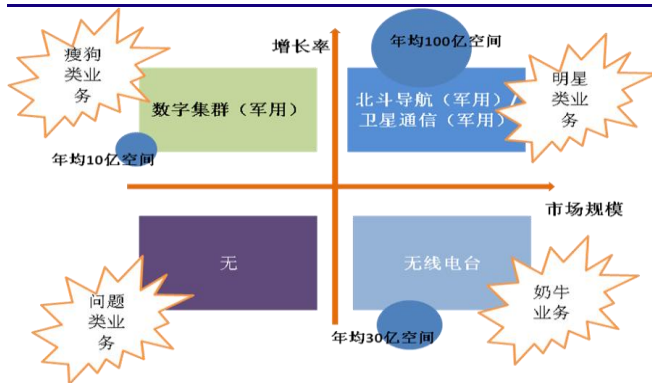 瘦狗
类业
务
增长率
年均100亿空间
数字集群（军用）
北斗导航（军用）/
卫星通信（军用）
明星
类业
务
年均10亿空间
市场规模
无
无线电台
问题
类业
务
奶牛
业务
年均30亿空间